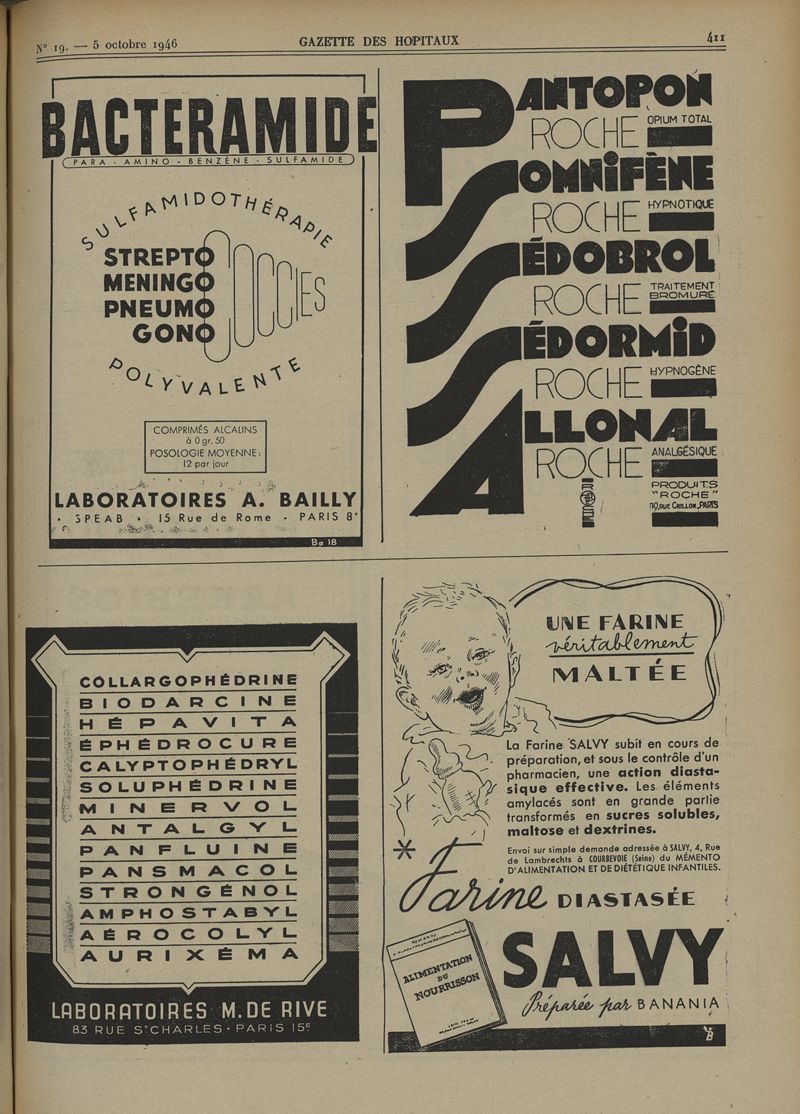 N° 19. — 5 octobre 1946
GAZETTE DES HOPITAUX
411
BACTERAMIDE
(PARA - AMINO - BENZÈNE - SULFAMIDE)
SULFAMIDOTHÉRAPIE
STREPTO
MENINGO
PNEUMO
GONO
COCCIES
POLYVALENTE
COMPRIMÉS ALCALINS
à 0 gr. 50
POSOLOGIE MOYENNE:
12 par jour
LABORATOIRES A. BAILLY
• SPEAB • 15 Rue de Rome - PARIS 8e
Ba 18
PANTOPON
ROCHE OPIUM TOTAL
SOMNIFÈNE
ROCHE HYPNOTIQUE
SÉDOBROL
ROCHE TRAITEMENT
BROMURÉ
SÉDORMID
ROCHE HYPNOGÈNE
ALLONAL
ROCHE ANALGÉSIQUE
PRODUITS
"ROCHE"
10, RUE CRILLON, PARIS
COLLARGOPHÉDRINE
BIODARCINE
HÉPAVITA
ÉPHÉDROCURE
CALYPTOPHÉDRYL
SOLUPHÉDRINE
MINERVOL
ANTALGYL
PANFLUINE
PANSMACOL
STRONGÉNOL
AMPHOSTABYL
AÉROCOLYL
AURIXÉMA
LABORATOIRES M. DE RIVE
83 RUE ST CHARLES • PARIS 15e
UNE FARINE
véritablement
MALTÉE
La Farine SALVY subit en cours de
préparation, et sous le contrôle d'un
pharmacien, une action diasta-
sique effective. Les éléments
amylacés sont en grande partie
transformés en sucres solubles,
maltose et dextrines.
Envoi sur simple demande adressée à SALVY, 4, Rue
de Lambrechts à COURBEVOIE (Seine) du MÉMENTO
D'ALIMENTATION ET DE DIÉTÉTIQUE INFANTILES.
Farine DIASTASÉE
SALVY
Préparée par BANANIA
ALIMENTATION
DU
NOURRISSON